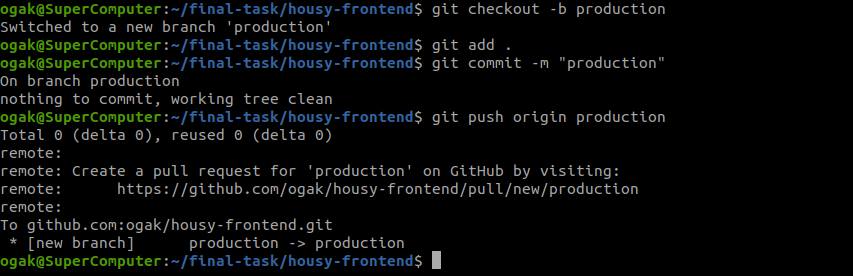 ogak@SuperComputer:~/final-task/housy-frontend$ git checkout -b production
Switched to a new branch 'production'
ogak@SuperComputer:~/final-task/housy-frontend$ git add .
ogak@SuperComputer:~/final-task/housy-frontend$ git commit -m "production"
On branch production
nothing to commit, working tree clean
ogak@SuperComputer:~/final-task/housy-frontend$ git push origin production
Total 0 (delta 0), reused 0 (delta 0)
remote:
remote: Create a pull request for 'production' on GitHub by visiting:
remote:      https://github.com/ogak/housy-frontend/pull/new/production
remote:
To github.com:ogak/housy-frontend.git
 * [new branch]      production -> production
ogak@SuperComputer:~/final-task/housy-frontend$